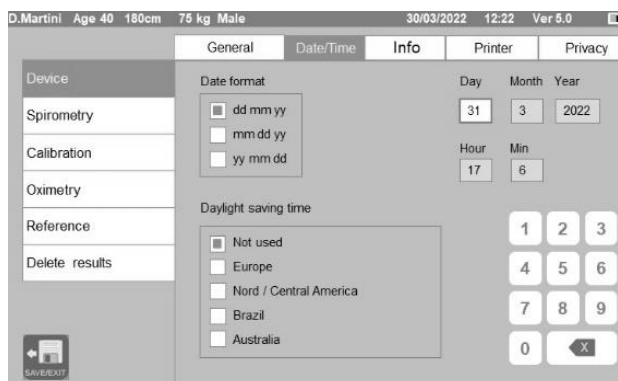 D.Martini Age 40 180cm 75 kg Male 30/03/2022 12:22 Ver 5.0
General Date/Time Info Printer Privacy
Device
Spirometry
Calibration
Oximetry
Reference
Delete results
Date format
dd mm yy
mm dd yy
yy mm dd
Day Month Year
31 3 2022
Hour Min
17 6
Daylight saving time
Not used
Europe
Nord / Central America
Brazil
Australia
1 2 3
4 5 6
7 8 9
0 X
SAVE/EXIT